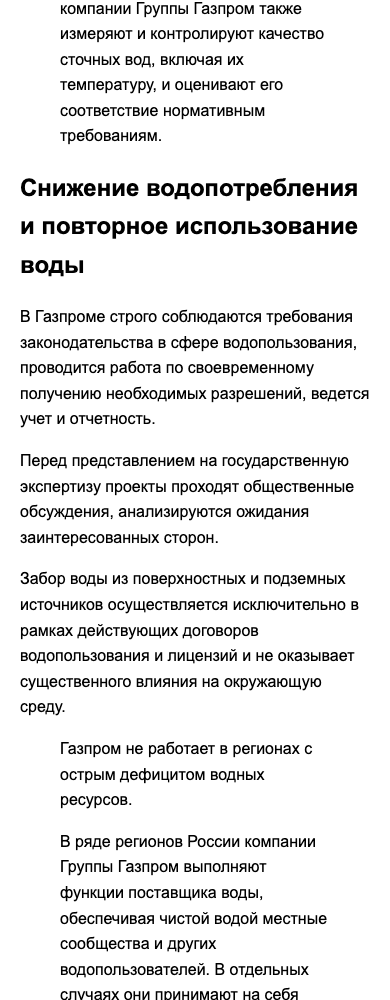 компании Группы Газпром также
измеряют и контролируют качество
сточных вод, включая их
температуру, и оценивают его
соответствие нормативным
требованиям.
Снижение водопотребления
и повторное использование
воды
В Газпроме строго соблюдаются требования
законодательства в сфере водопользования,
проводится работа по своевременному
получению необходимых разрешений, ведется
учет и отчетность.
Перед представлением на государственную
экспертизу проекты проходят общественные
обсуждения, анализируются ожидания
заинтересованных сторон.
Забор воды из поверхностных и подземных
источников осуществляется исключительно в
рамках действующих договоров
водопользования и лицензий и не оказывает
существенного влияния на окружающую
среду.
Газпром не работает в регионах с
острым дефицитом водных
ресурсов.
В ряде регионов России компании
Группы Газпром выполняют
функции поставщика воды,
обеспечивая чистой водой местные
сообщества и других
водопользователей. В отдельных
случаях они принимают на себя